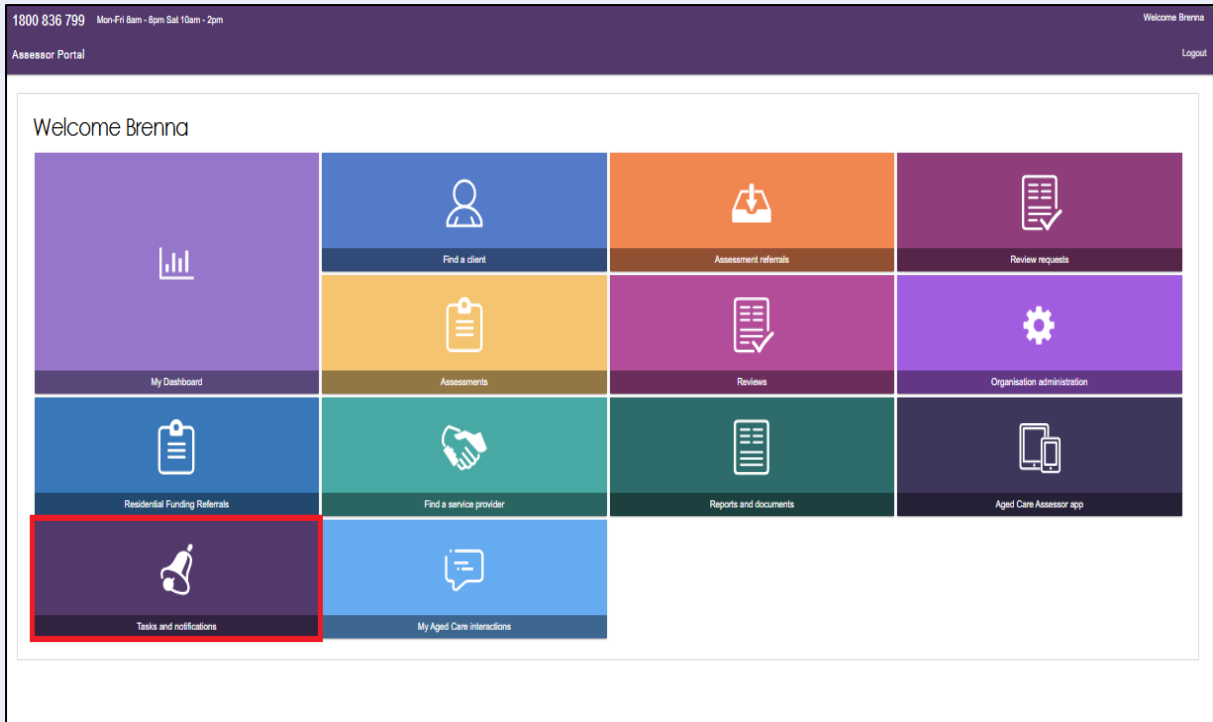 1800 836 799 Mon-Fri 8am - 8pm Sat 10am - 2pm
Welcome Brenna
Assessor Portal
Logout
Welcome Brenna
Find a client
Assessment referrals
Review requests
My Dashboard
Assessments
Reviews
Organisation administration
Residential Funding Referrals
Find a service provider
Reports and documents
Aged Care Assessor app
Tasks and notifications
My Aged Care interactions